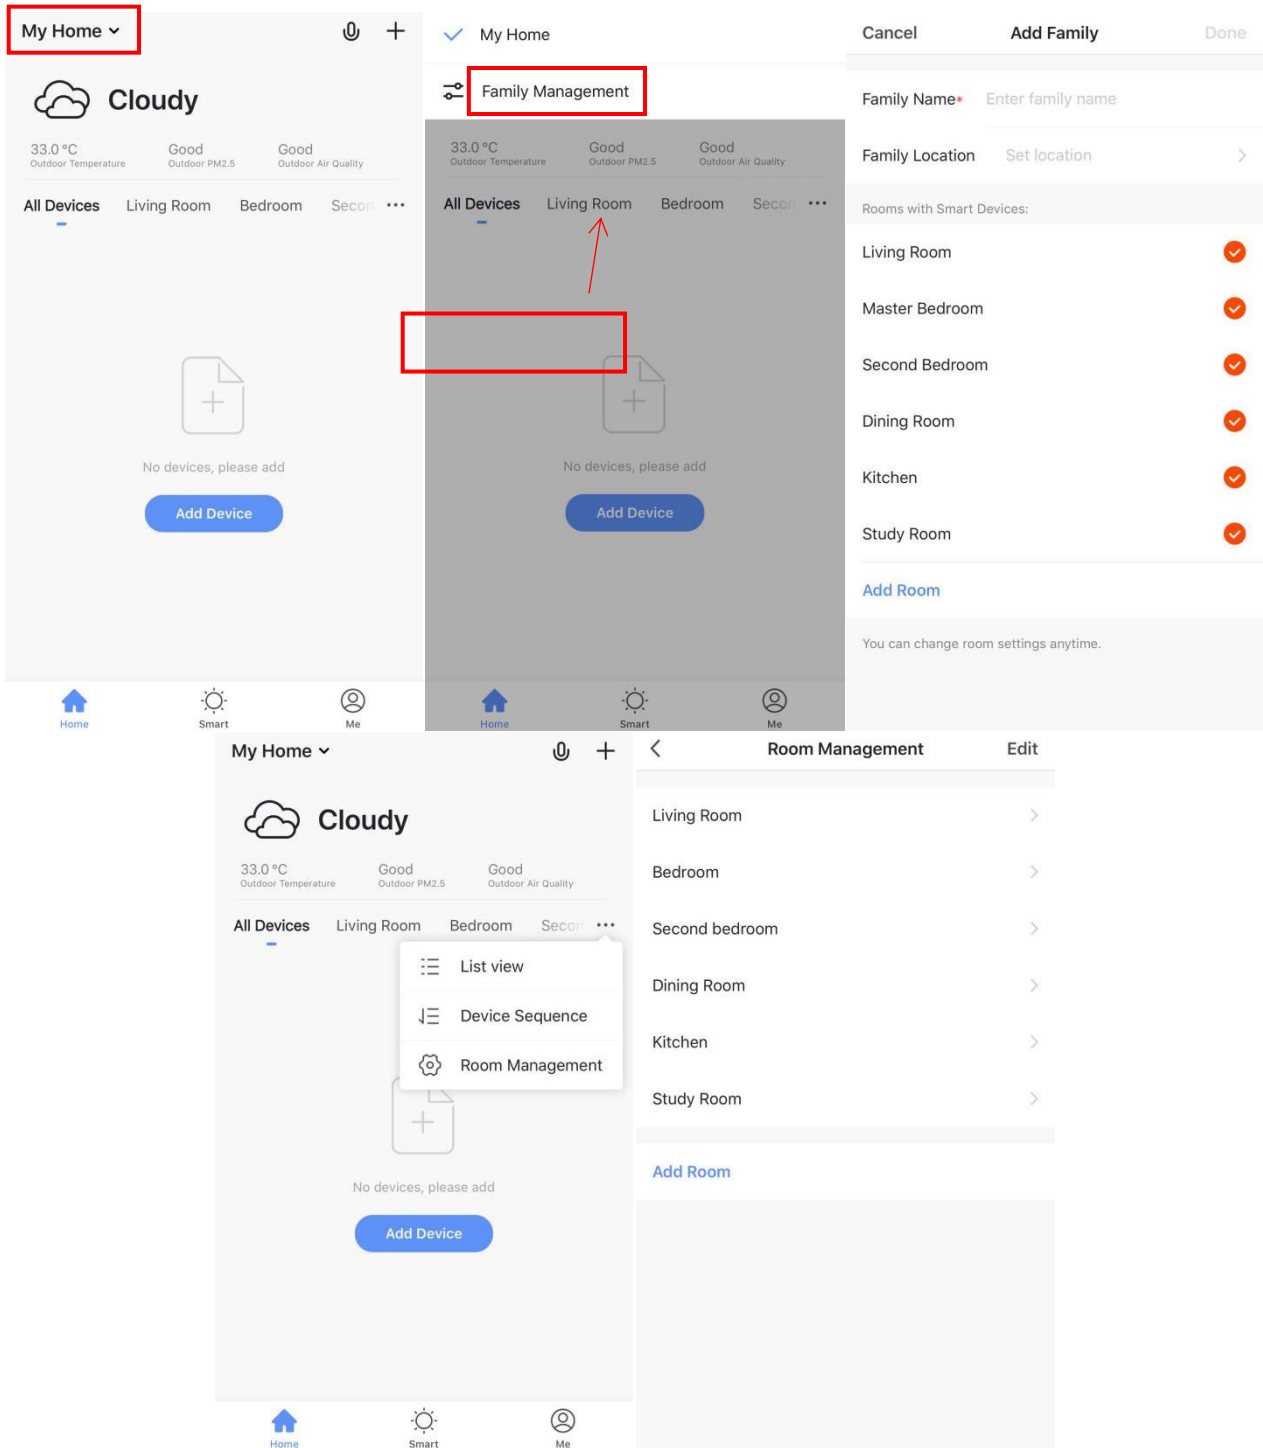 My Home
Cloudy
33.0 °C Good Good
Outdoor Temperature Outdoor PM2.5 Outdoor Air Quality
All Devices Living Room Bedroom Secon
No devices, please add
Add Device
Home Smart Me
My Home
Family Management
33.0 °C Good Good
Outdoor Temperature Outdoor PM2.5 Outdoor Air Quality
All Devices Living Room Bedroom Secon
No devices, please add
Add Device
Home Smart Me
Cancel Add Family Done
Family Name* Enter family name
Family Location Set location
Rooms with Smart Devices:
Living Room
Master Bedroom
Second Bedroom
Dining Room
Kitchen
Study Room
Add Room
You can change room settings anytime.
My Home
Cloudy
33.0 °C Good Good
Outdoor Temperature Outdoor PM2.5 Outdoor Air Quality
All Devices Living Room Bedroom Secon
List view
Device Sequence
Room Management
No devices, please add
Add Device
Home Smart Me
Room Management Edit
Living Room
Bedroom
Second bedroom
Dining Room
Kitchen
Study Room
Add Room